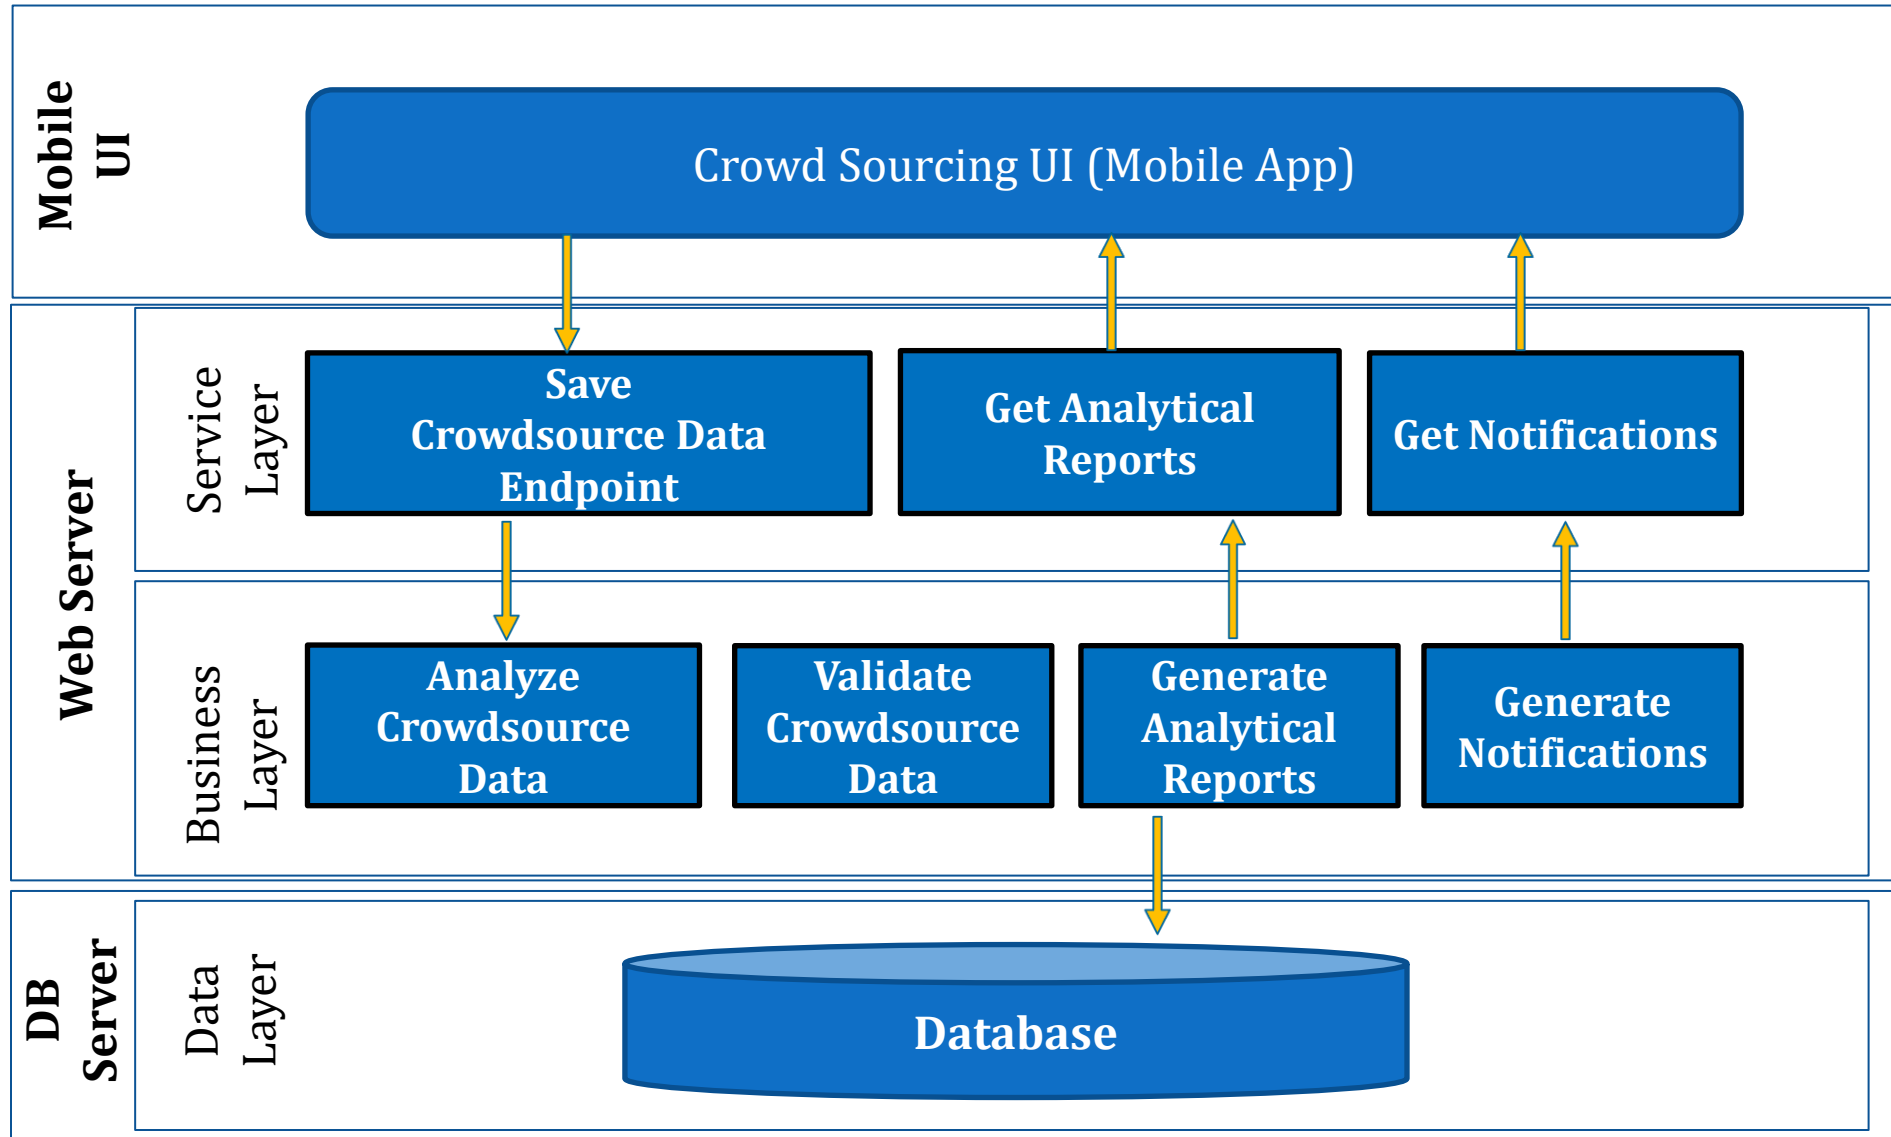 Mobile
UI
Crowd Sourcing UI (Mobile App)
Web Server
Service
Layer
Save
Crowdsource Data
Endpoint
Get Analytical
Reports
Get Notifications
Business
Layer
Analyze
Crowdsource
Data
Validate
Crowdsource
Data
Generate
Analytical
Reports
Generate
Notifications
DB
Server
Data
Layer
Database